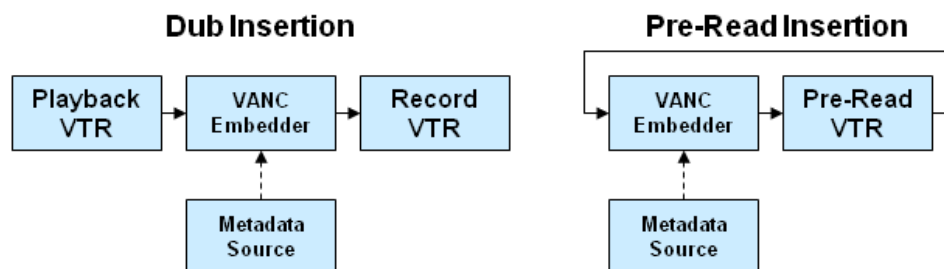 Dub Insertion
Playback
VTR
VANC
Embedder
Record
VTR
Metadata
Source
Pre-Read Insertion
VANC
Embedder
Pre-Read
VTR
Metadata
Source